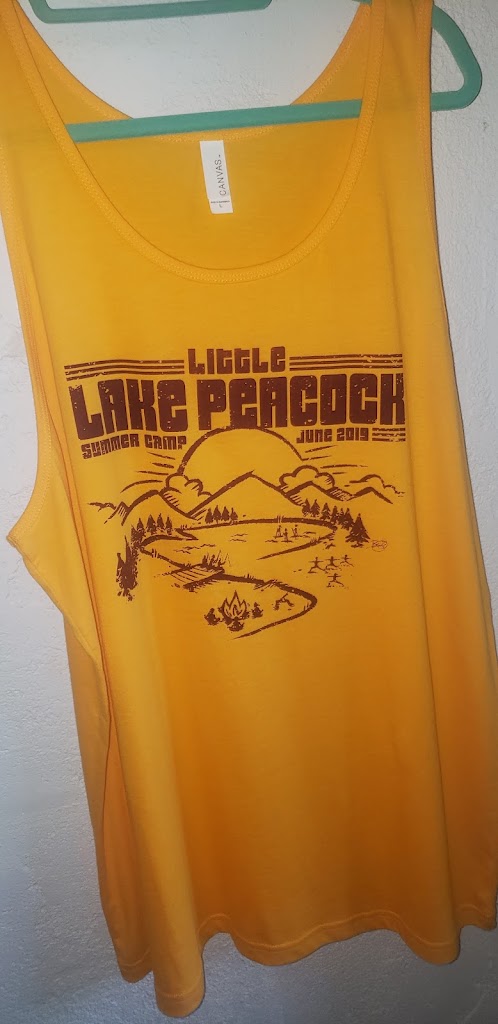 CANVAS
LITTLE
LAKE PEACOCK
SUMMER CAMP JUNE 2019